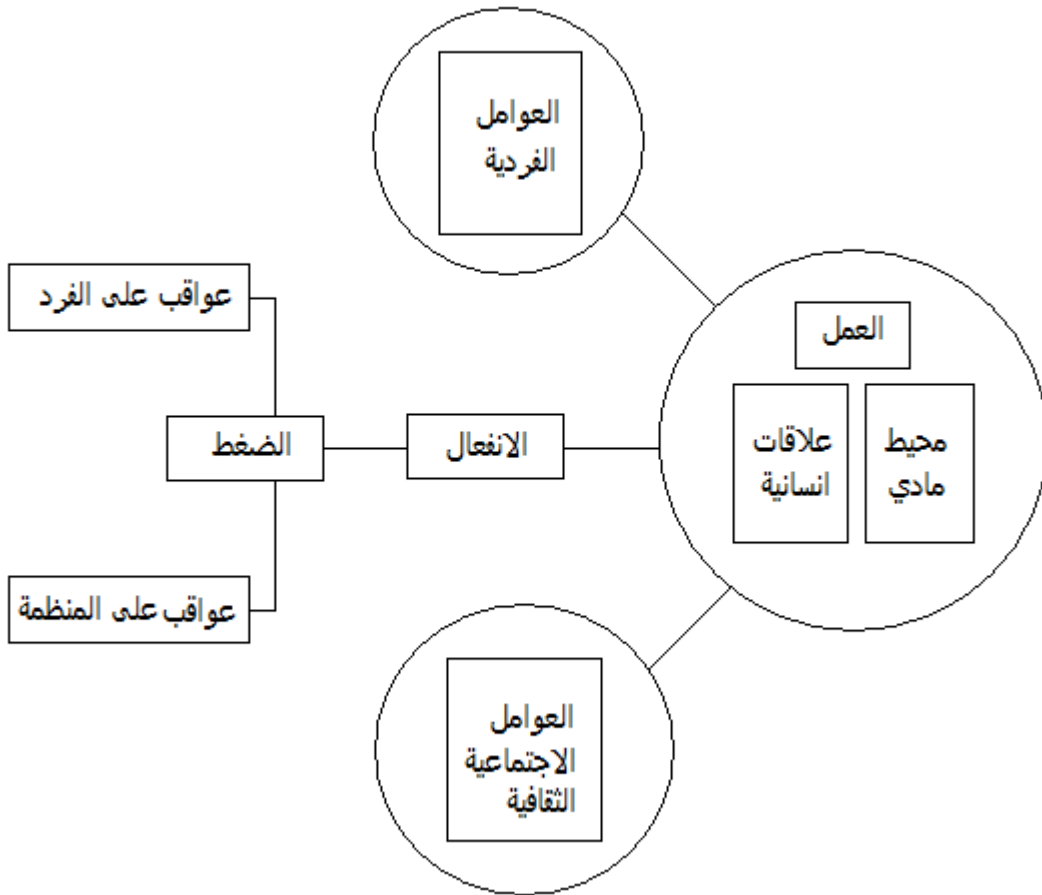 العوامل
الفردية
العمل
محيط
مادي
علاقات
انسانية
الانفعال
الضغط
عواقب على الفرد
عواقب على المنظمة
العوامل
الاجتماعية
الثقافية